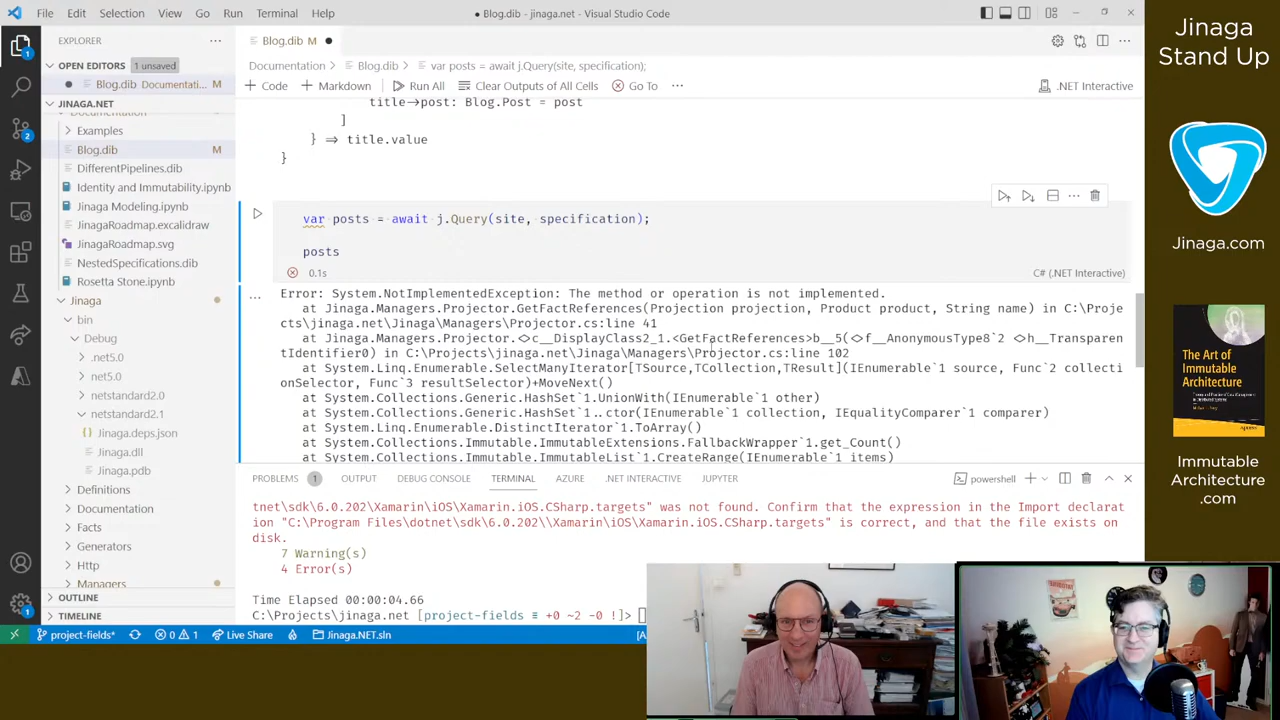 File Edit Selection View Go Run Terminal Help
● Blog.dib - jinaga.net - Visual Studio Code
Jinaga
Stand Up
EXPLORER
OPEN EDITORS 1 unsaved
Blog.dib Documentati... M
JINAGA.NET
Documentation
Examples
Blog.dib M
DifferentPipelines.dib
Identity and Immutability.ipynb
Jinaga Modeling.ipynb
JinagaRoadmap.excalidraw
JinagaRoadmap.svg
NestedSpecifications.dib
Rosetta Stone.ipynb
Jinaga
bin
Debug
.net5.0
net5.0
netstandard2.0
netstandard2.1
Jinaga.deps.json
Jinaga.dll
Jinaga.pdb
Definitions
Documentation
Facts
Generators
Http
Managers
OUTLINE
TIMELINE
Blog.dib M ●
Documentation > Blog.dib > var posts = await j.Query(site, specification);
+ Code + Markdown Run All Clear Outputs of All Cells Go To ... .NET Interactive
title->post: Blog.Post = post
]
} => title.value
}
var posts = await j.Query(site, specification);
posts
0.1s C# (.NET Interactive)
Error: System.NotImplementedException: The method or operation is not implemented.
at Jinaga.Managers.Projector.GetFactReferences(Projection projection, Product product, String name) in C:\Proje
cts\jinaga.net\Jinaga\Managers\Projector.cs:line 41
at Jinaga.Managers.Projector.<>c__DisplayClass2_1.<GetFactReferences>b__5(<>f__AnonymousType8`2 <>h__Transparen
tIdentifier0) in C:\Projects\jinaga.net\Jinaga\Managers\Projector.cs:line 102
at System.Linq.Enumerable.SelectManyIterator[TSource,TCollection,TResult](IEnumerable`1 source, Func`2 collecti
onSelector, Func`3 resultSelector)+MoveNext()
at System.Collections.Generic.HashSet`1.UnionWith(IEnumerable`1 other)
at System.Collections.Generic.HashSet`1..ctor(IEnumerable`1 collection, IEqualityComparer`1 comparer)
at System.Linq.Enumerable.DistinctIterator`1.ToArray()
at System.Collections.Immutable.ImmutableExtensions.FallbackWrapper`1.get_Count()
at System.Collections.Immutable.ImmutableList`1.CreateRange(IEnumerable`1 items)
PROBLEMS 1 OUTPUT DEBUG CONSOLE TERMINAL AZURE .NET INTERACTIVE JUPYTER powershell
tnet\sdk\6.0.202\Xamarin\iOS\Xamarin.iOS.CSharp.targets" was not found. Confirm that the expression in the Import declarat
ion "C:\Program Files\dotnet\sdk\6.0.202\\Xamarin\iOS\Xamarin.iOS.CSharp.targets" is correct, and that the file exists on
disk.
7 Warning(s)
4 Error(s)
Time Elapsed 00:00:04.66
C:\Projects\jinaga.net [project-fields ≡ +0 ~2 -0 !]>
project-fields* 0 1 Live Share Jinaga.NET.sln
Jinaga.com
The Art of
Immutable
Architecture
Immutable
Architecture
.com